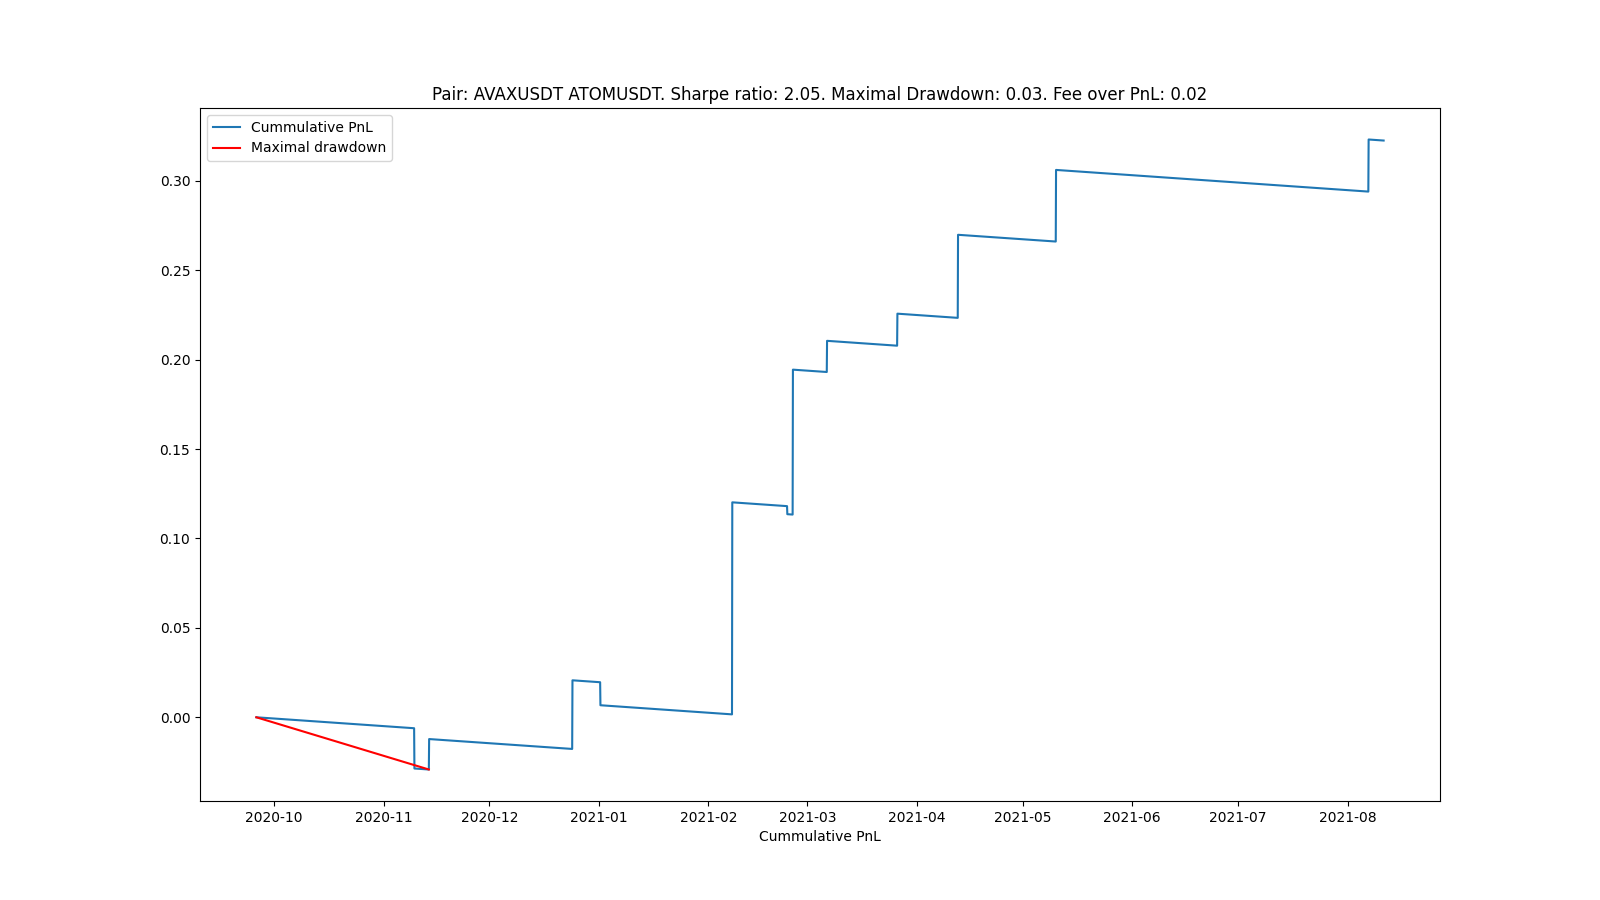 Pair: AVAXUSDT ATOMUSDT. Sharpe ratio: 2.05. Maximal Drawdown: 0.03. Fee over PnL: 0.02
Cummulative PnL
Maximal drawdown
0.30
0.25
0.20
0.15
0.10
0.05
0.00
2020-10 2020-11 2020-12 2021-01 2021-02 2021-03 2021-04 2021-05 2021-06 2021-07 2021-08
Cummulative PnL